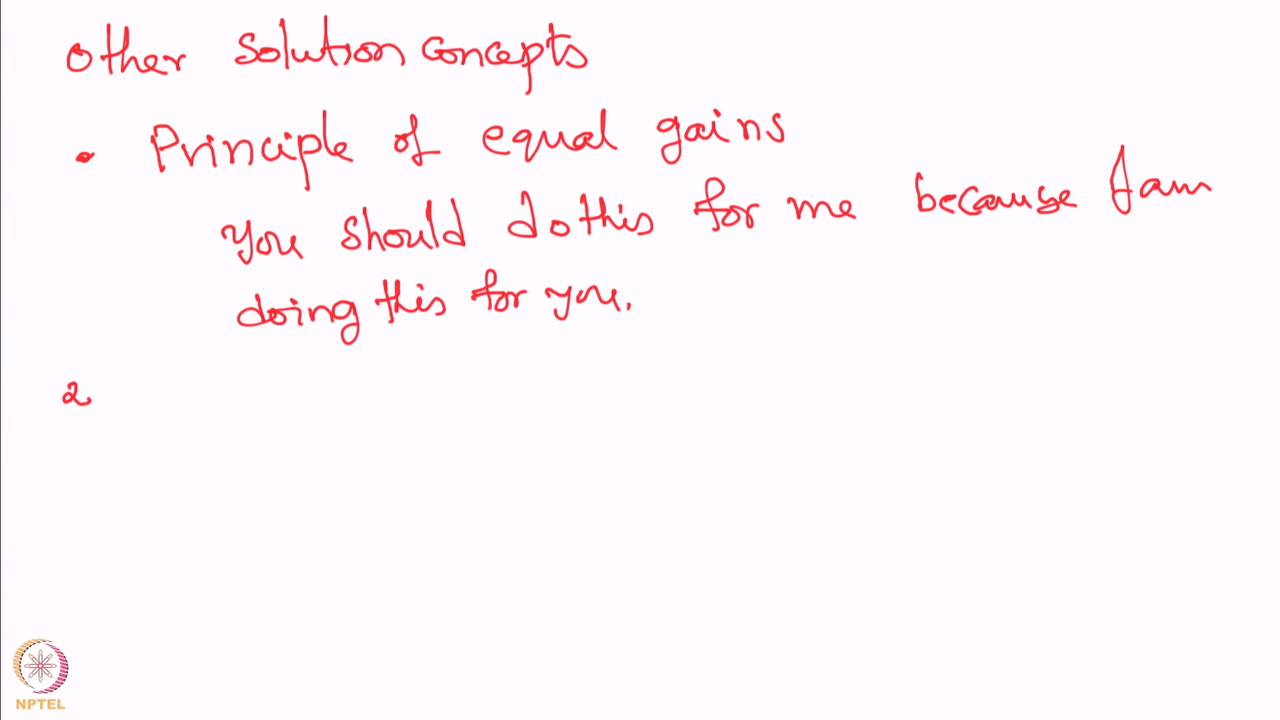 Other Solution Concepts
• Principle of equal gains
You should do this for me because I am
doing this for you.
2
NPTEL